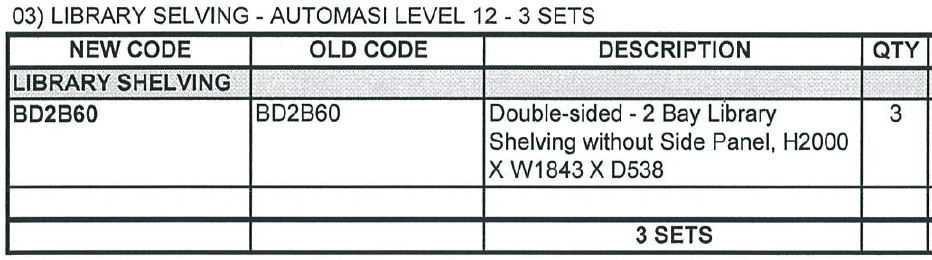 03) LIBRARY SELVING - AUTOMASI LEVEL 12 - 3 SETS
NEW CODE OLD CODE DESCRIPTION QTY
LIBRARY SHELVING
BD2B60 BD2B60 Double-sided - 2 Bay Library 3
Shelving without Side Panel, H2000
X W1843 X D538
3 SETS